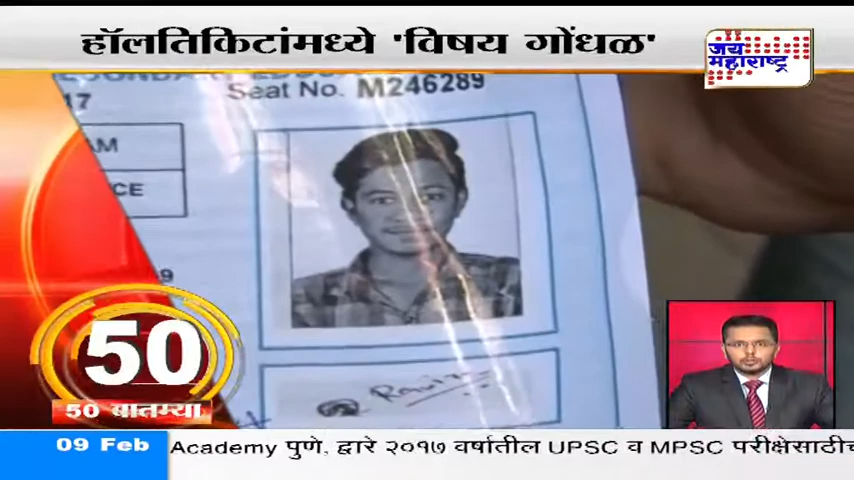 हॉलतिकिटांमध्ये 'विषय गोंधळ'
जय
महाराष्ट्र
Seat No. M246289
17
AM
CE
9
50
50 बातम्या
09 Feb
Academy पुणे, द्वारे २०१७ वर्षातील UPSC व MPSC परीक्षेसाठीच